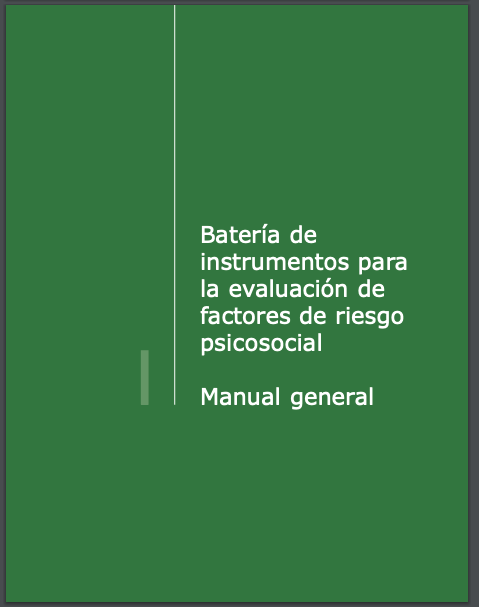 Batería de
instrumentos para
la evaluación de
factores de riesgo
psicosocial
Manual general